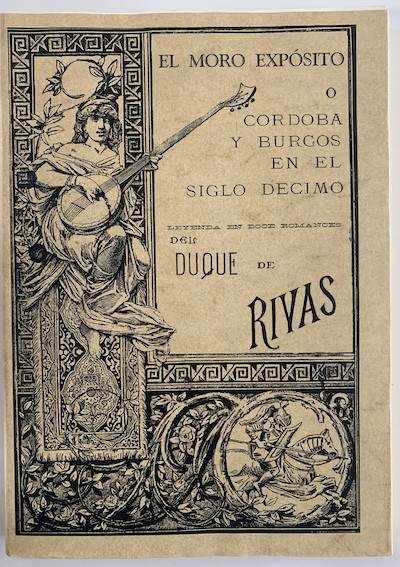 EL MORO EXPÓSITO
O
CORDOBA
Y BURGOS
EN EL
SIGLO DECIMO
LEYENDA EN DOCE ROMANCES
DEL
DUQUE DE
RIVAS